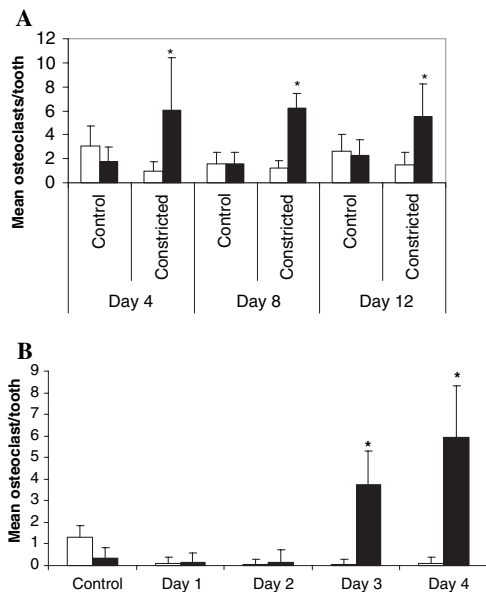 A
Mean osteoclasts/tooth
12
10
8
6
4
2
0
* * *
Control Constricted Control Constricted Control Constricted
Day 4 Day 8 Day 12
B
Mean osteoclast/tooth
9
8
7
6
5
4
3
2
1
0
* *
Control Day 1 Day 2 Day 3 Day 4